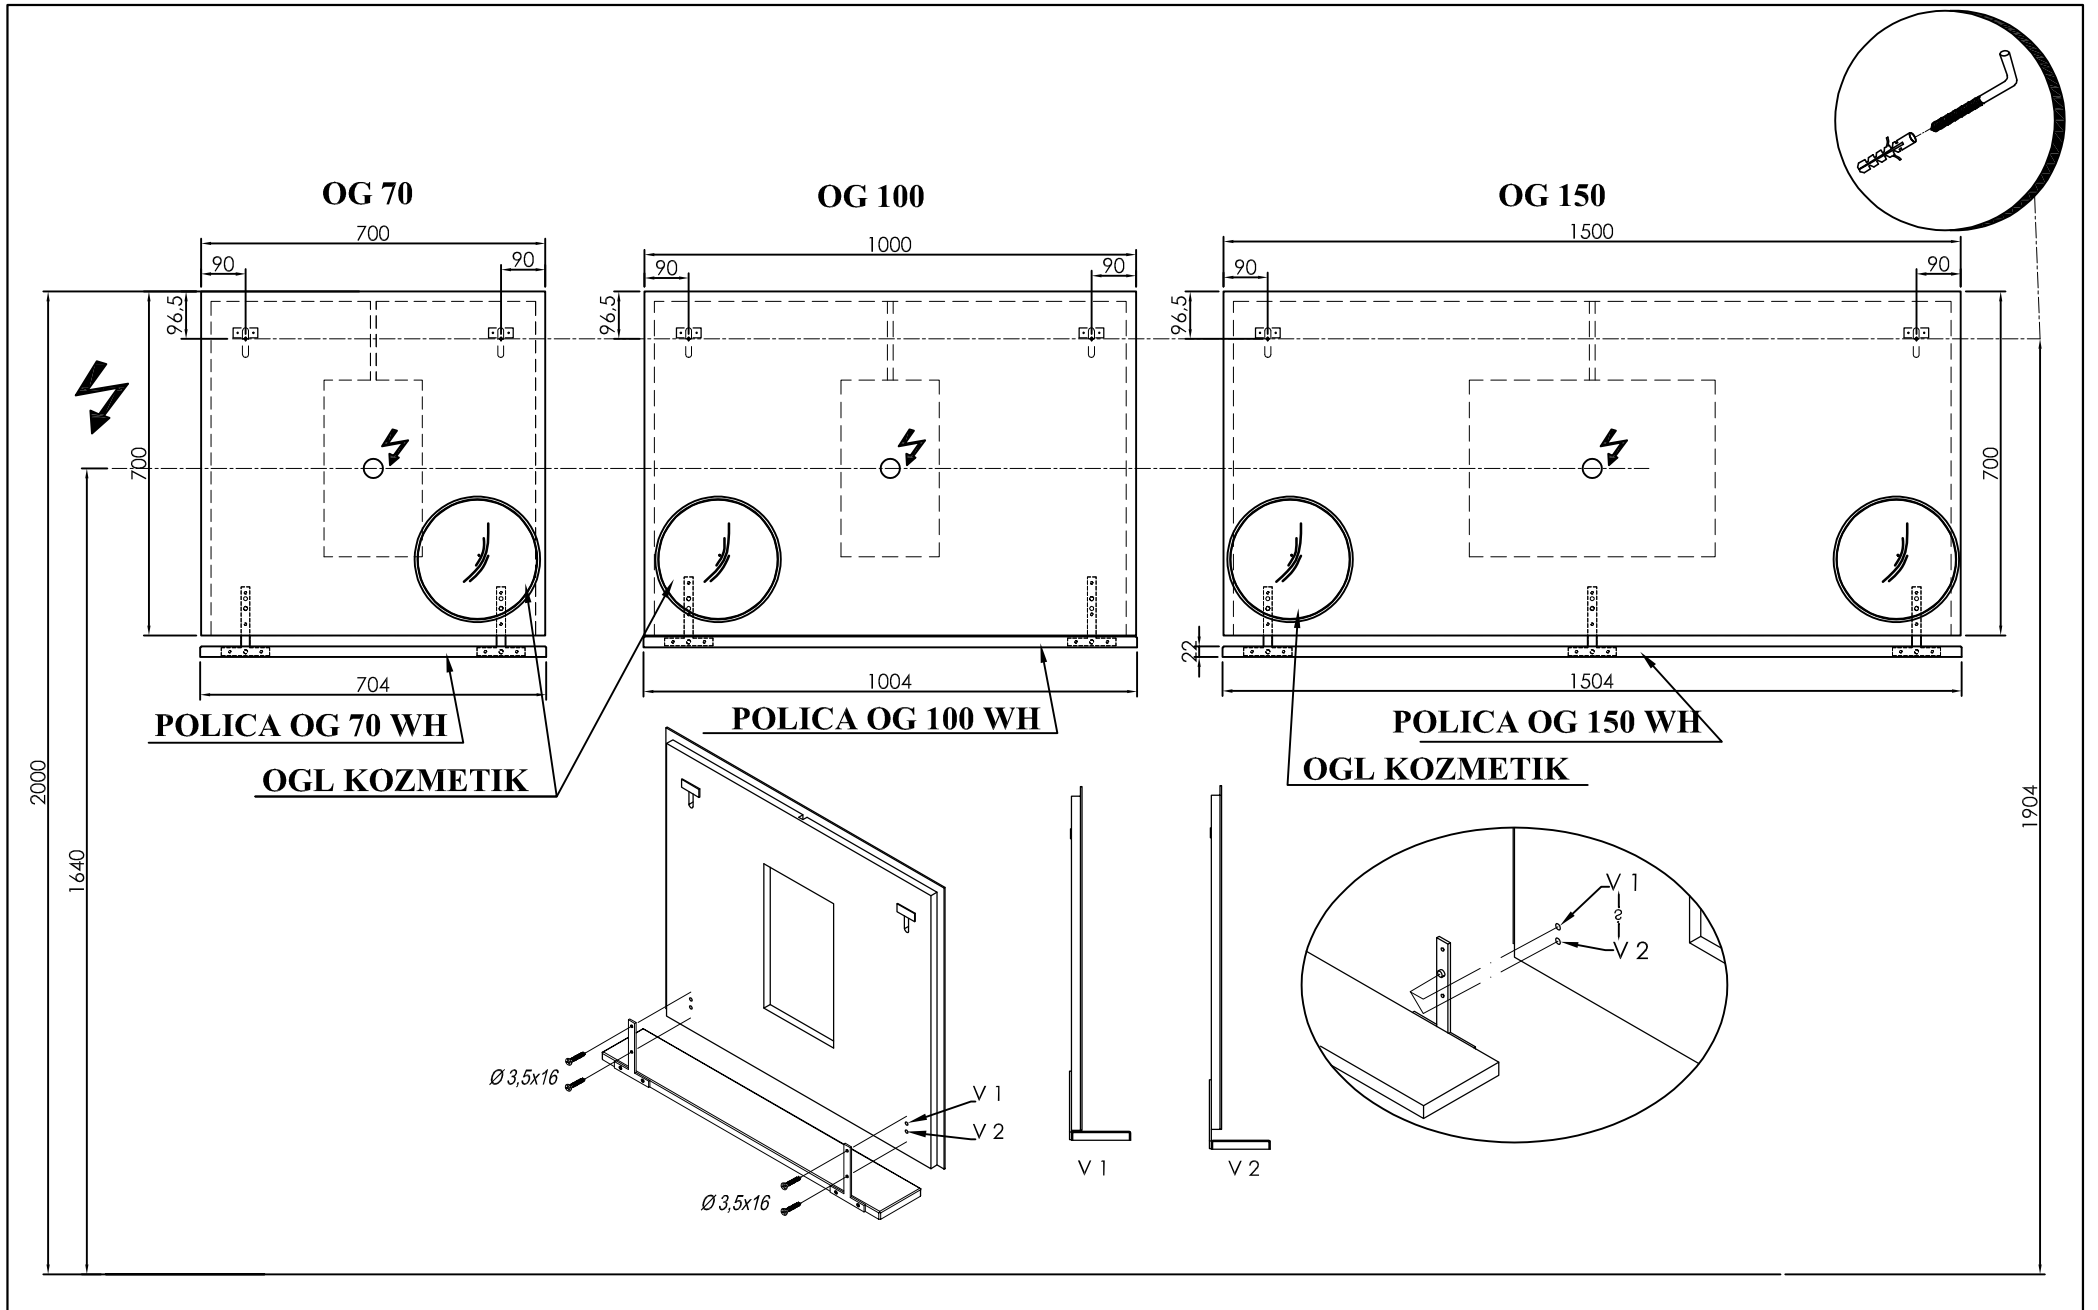 OG 70
OG 100
OG 150
700
1000
1500
90
90
90
90
90
90
96,5
96,5
96,5
700
700
22
704
1004
1504
POLICA OG 70 WH
POLICA OG 100 WH
POLICA OG 150 WH
OGL KOZMETIK
OGL KOZMETIK
2000
1640
1904
V 1
V 2
Ø 3,5x16
V 1
V 2
Ø 3,5x16
V 1
V 2